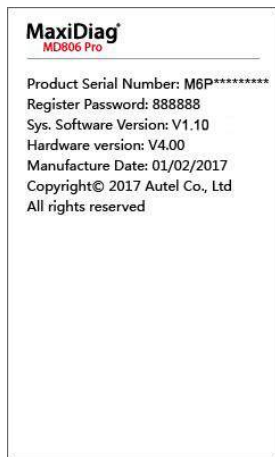 MaxiDiag®
MD806 Pro
Product Serial Number: M6P*********
Register Password: 888888
Sys. Software Version: V1.10
Hardware version: V4.00
Manufacture Date: 01/02/2017
Copyright© 2017 Autel Co., Ltd
All rights reserved